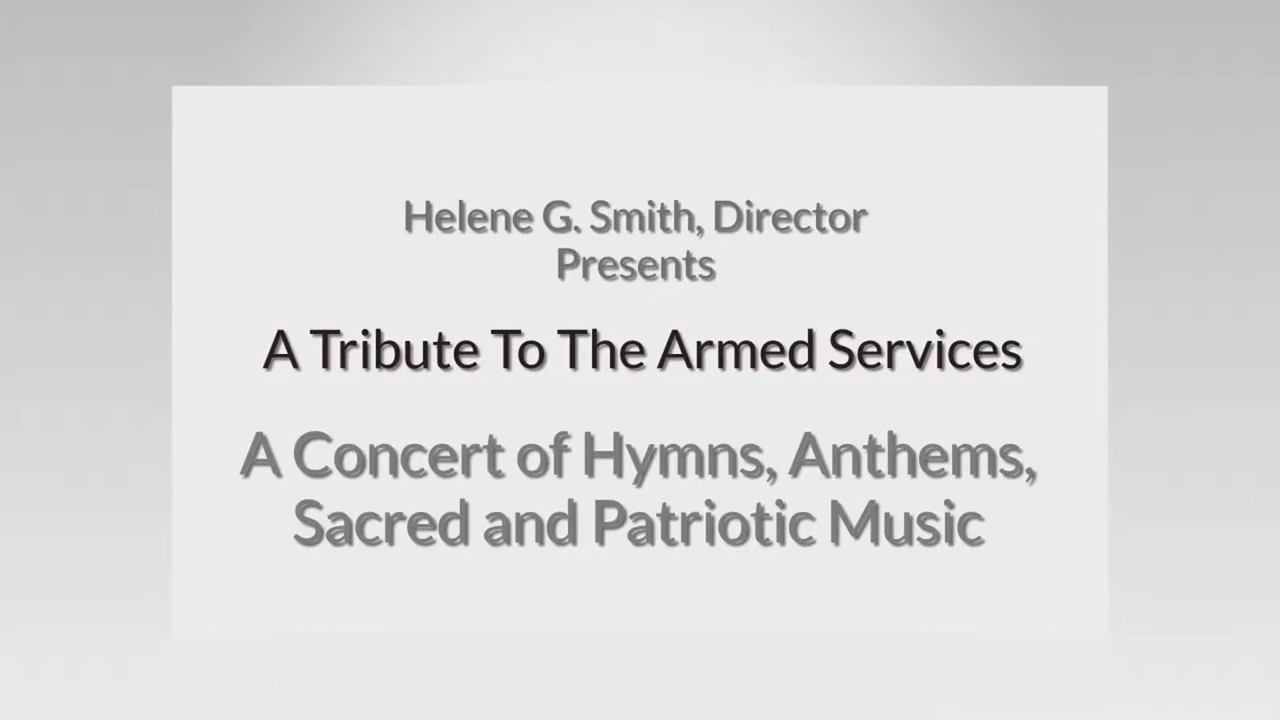 Helene G. Smith, Director
Presents
A Tribute To The Armed Services
A Concert of Hymns, Anthems,
Sacred and Patriotic Music